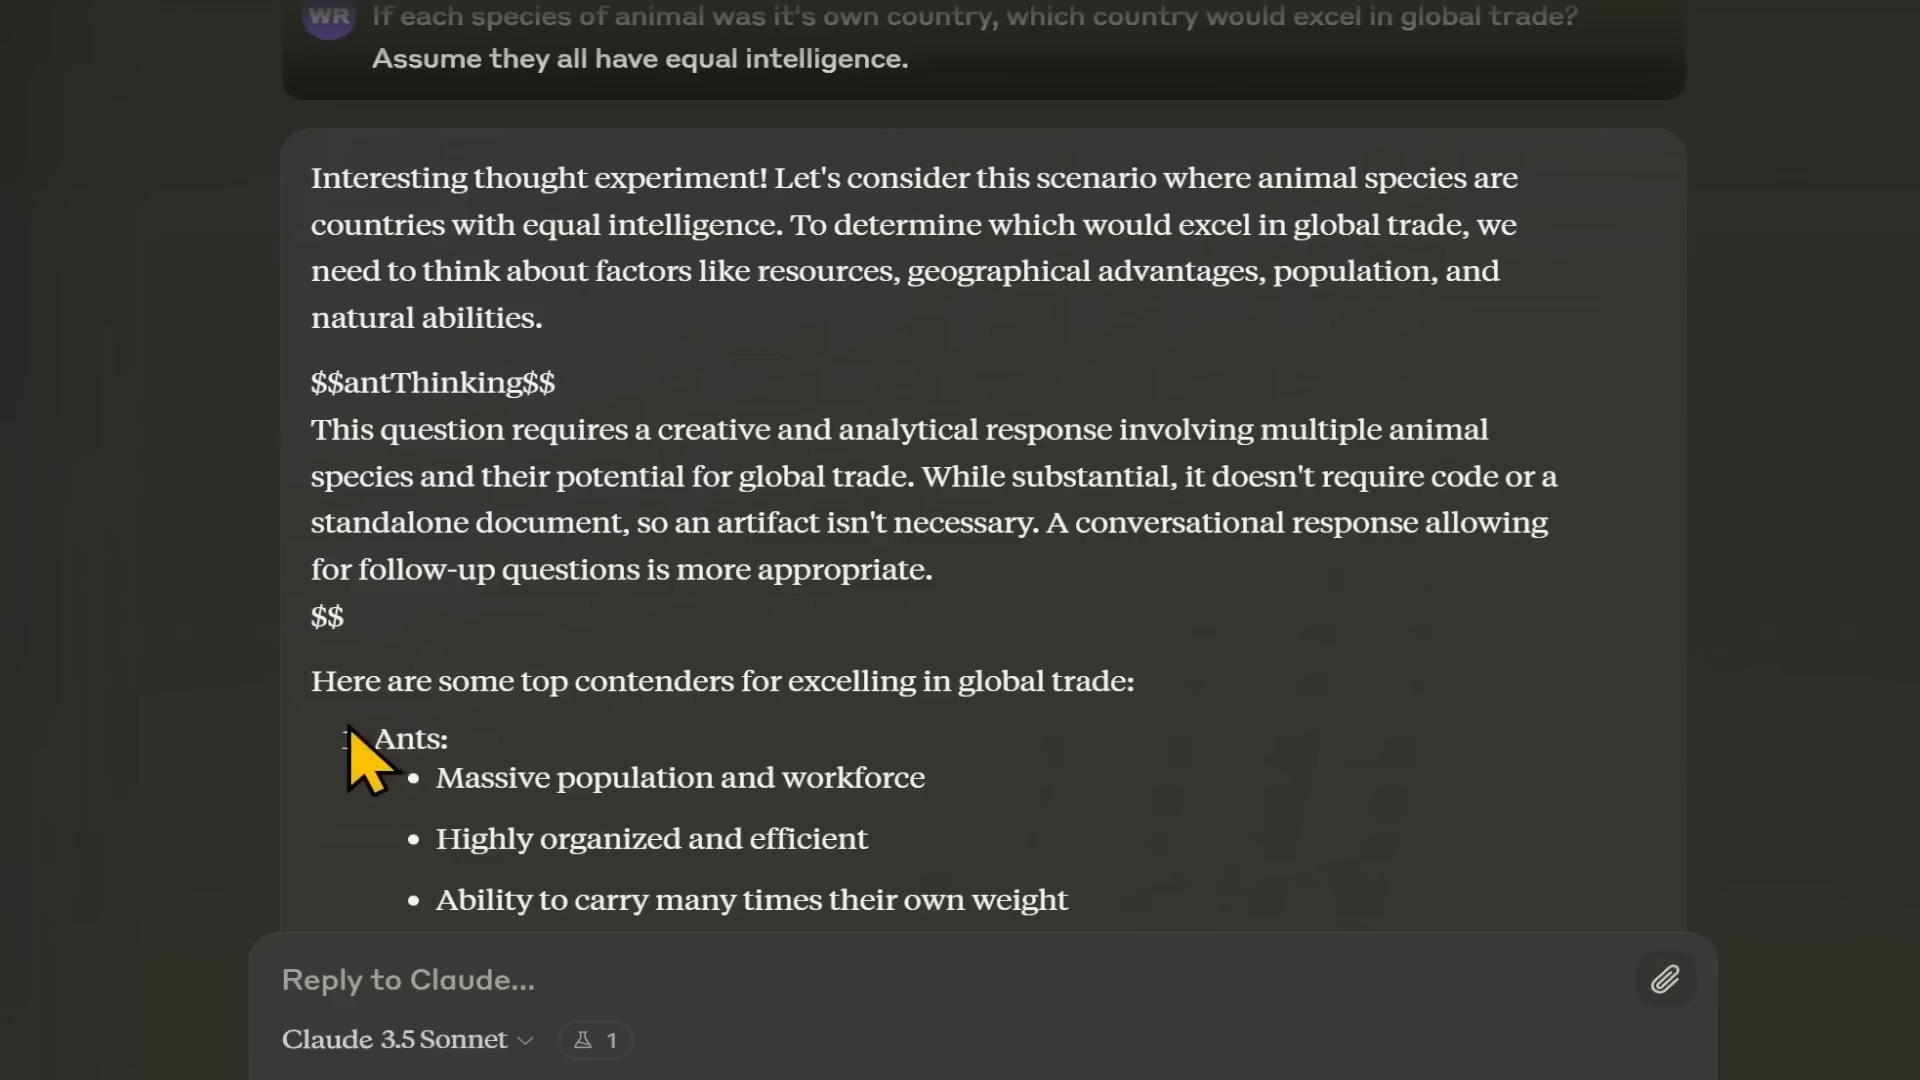 WR
If each species of animal was it's own country, which country would excel in global trade?
Assume they all have equal intelligence.
Interesting thought experiment! Let's consider this scenario where animal species are
countries with equal intelligence. To determine which would excel in global trade, we
need to think about factors like resources, geographical advantages, population, and
natural abilities.
$$antThinking$$
This question requires a creative and analytical response involving multiple animal
species and their potential for global trade. While substantial, it doesn't require code or a
standalone document, so an artifact isn't necessary. A conversational response allowing
for follow-up questions is more appropriate.
$$
Here are some top contenders for excelling in global trade:
Ants:
• Massive population and workforce
• Highly organized and efficient
• Ability to carry many times their own weight
Reply to Claude...
Claude 3.5 Sonnet
1